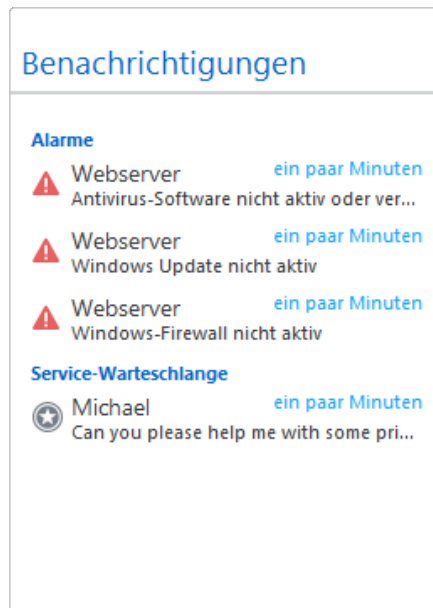 Benachrichtigungen
Alarme
Webserver ein paar Minuten
Antivirus-Software nicht aktiv oder ver...
Webserver ein paar Minuten
Windows Update nicht aktiv
Webserver ein paar Minuten
Windows-Firewall nicht aktiv
Service-Warteschlange
Michael ein paar Minuten
Can you please help me with some pri...